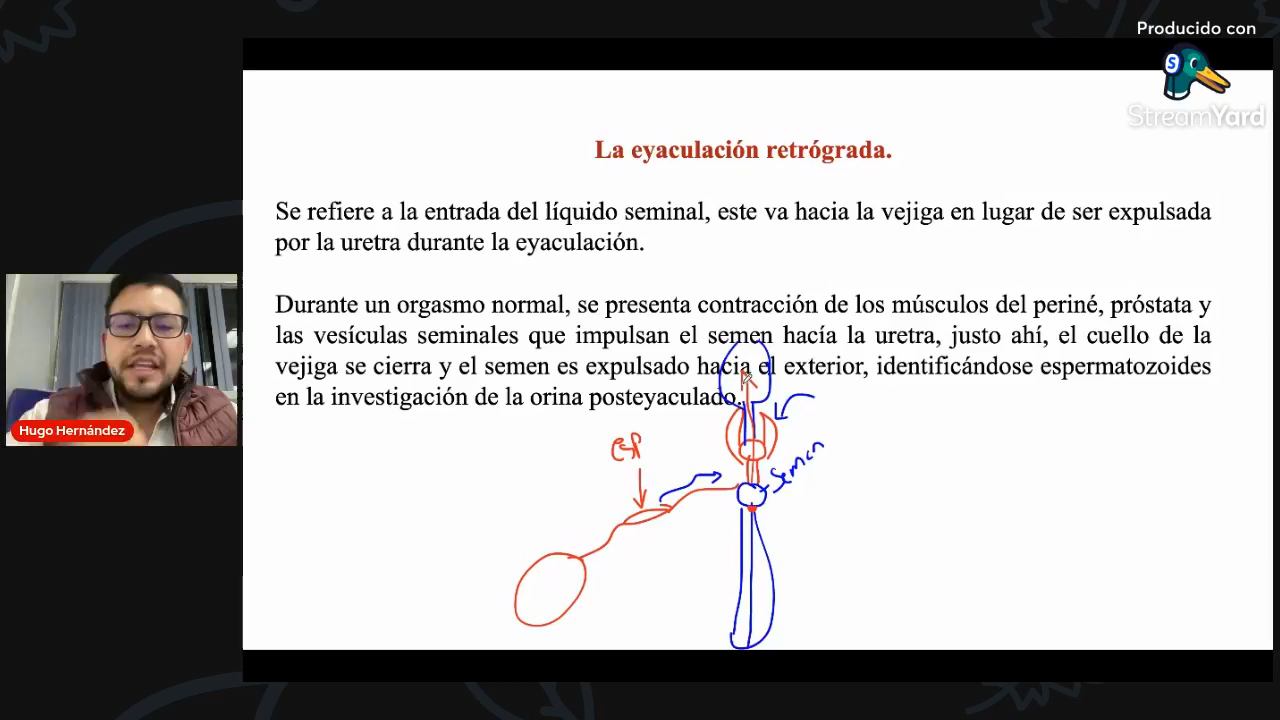 Producido con
StreamYard
La eyaculación retrógrada.
Se refiere a la entrada del líquido seminal, este va hacia la vejiga en lugar de ser expulsada
por la uretra durante la eyaculación.
Durante un orgasmo normal, se presenta contracción de los músculos del periné, próstata y
las vesículas seminales que impulsan el semen hacía la uretra, justo ahí, el cuello de la
vejiga se cierra y el semen es expulsado hacia el exterior, identificándose espermatozoides
en la investigación de la orina posteyaculado.
Hugo Hernández
Semen